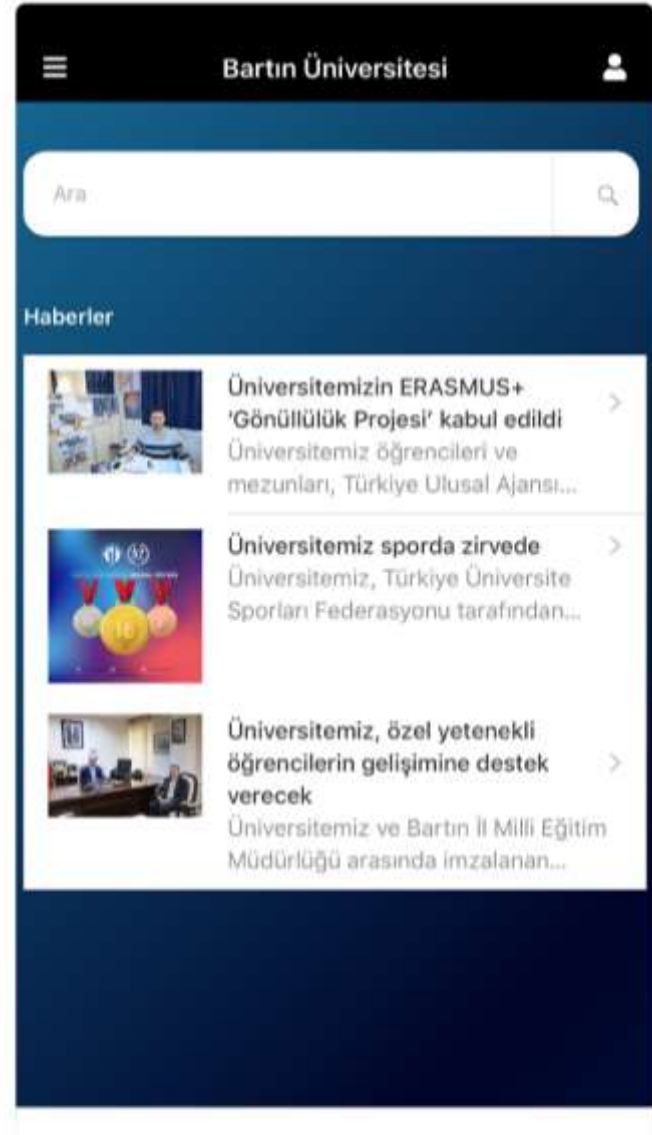 Bartın Üniversitesi
Ara
Haberler
Üniversitemizin ERASMUS+
‘Gönüllülük Projesi’ kabul edildi
Üniversitemiz öğrencileri ve
mezunları, Türkiye Ulusal Ajansı...
Üniversitemiz sporda zirvede
Üniversitemiz, Türkiye Üniversite
Sporları Federasyonu tarafından...
Üniversitemiz, özel yetenekli
öğrencilerin gelişimine destek
verecek
Üniversitemiz ve Bartın İl Milli Eğitim
Müdürlüğü arasında imzalanan...